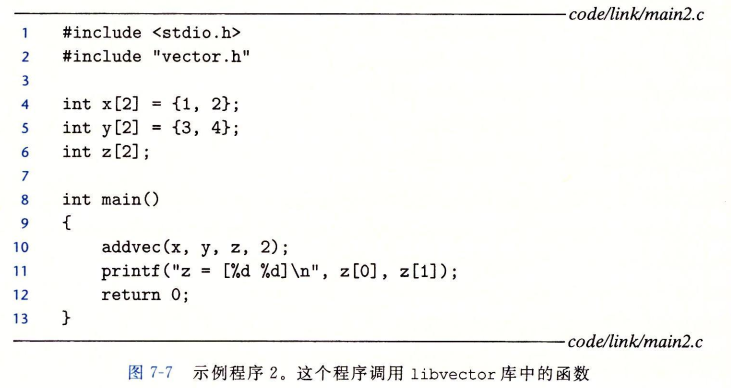 code/link/main2.c
1 #include <stdio.h>
2 #include "vector.h"
3
4 int x[2] = {1, 2};
5 int y[2] = {3, 4};
6 int z[2];
7
8 int main()
9 {
10 addvec(x, y, z, 2);
11 printf("z = [%d %d]\n", z[0], z[1]);
12 return 0;
13 }
code/link/main2.c
图 7-7 示例程序 2。这个程序调用 libvector 库中的函数